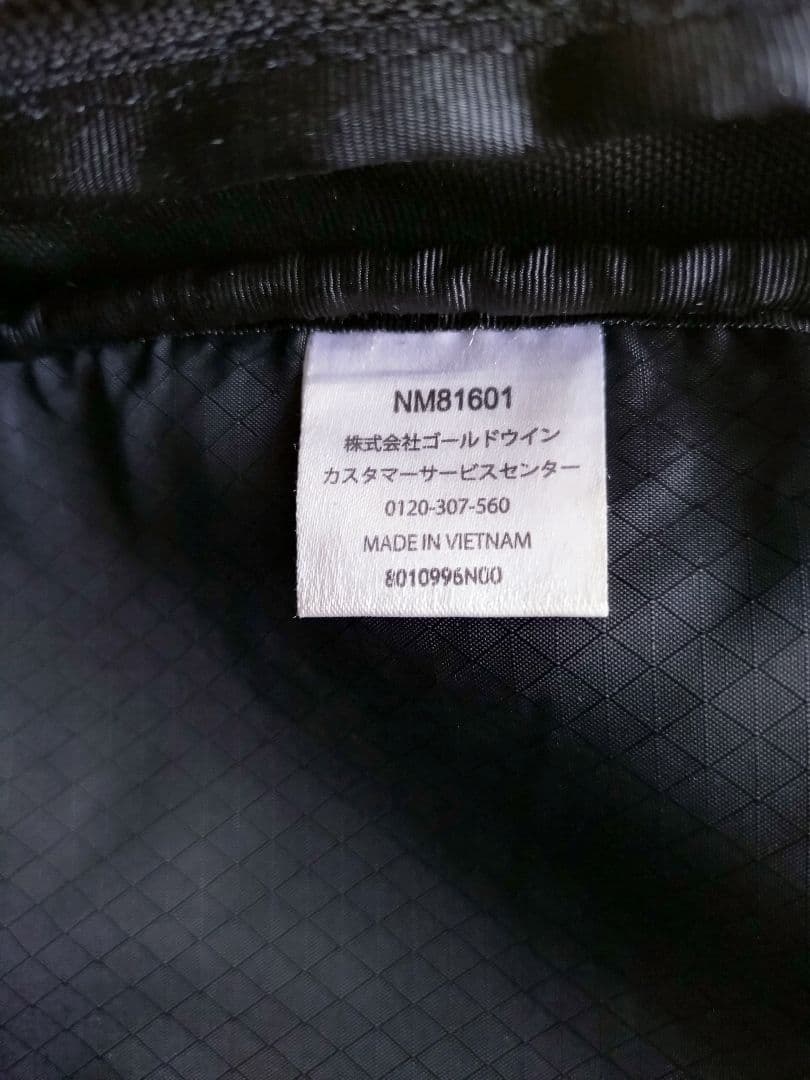 NM81601
株式会社ゴールドウイン
カスタマーサービスセンター
0120-307-560
MADE IN VIETNAM
8010996N00